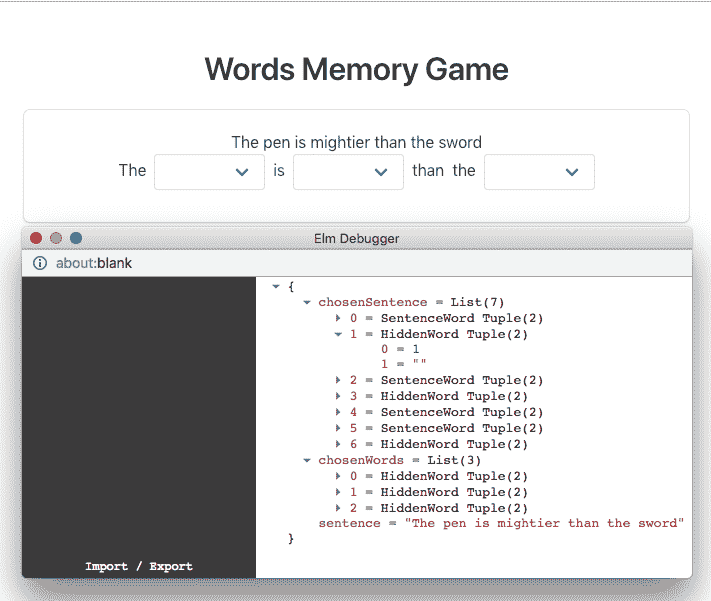 Words Memory Game
The pen is mightier than the sword
The is than the
Elm Debugger
about:blank
{
chosenSentence = List(7)
0 = SentenceWord Tuple(2)
1 = HiddenWord Tuple(2)
0 = 1
1 = ""
2 = SentenceWord Tuple(2)
3 = HiddenWord Tuple(2)
4 = SentenceWord Tuple(2)
5 = SentenceWord Tuple(2)
6 = HiddenWord Tuple(2)
chosenWords = List(3)
0 = HiddenWord Tuple(2)
1 = HiddenWord Tuple(2)
2 = HiddenWord Tuple(2)
sentence = "The pen is mightier than the sword"
}
Import / Export